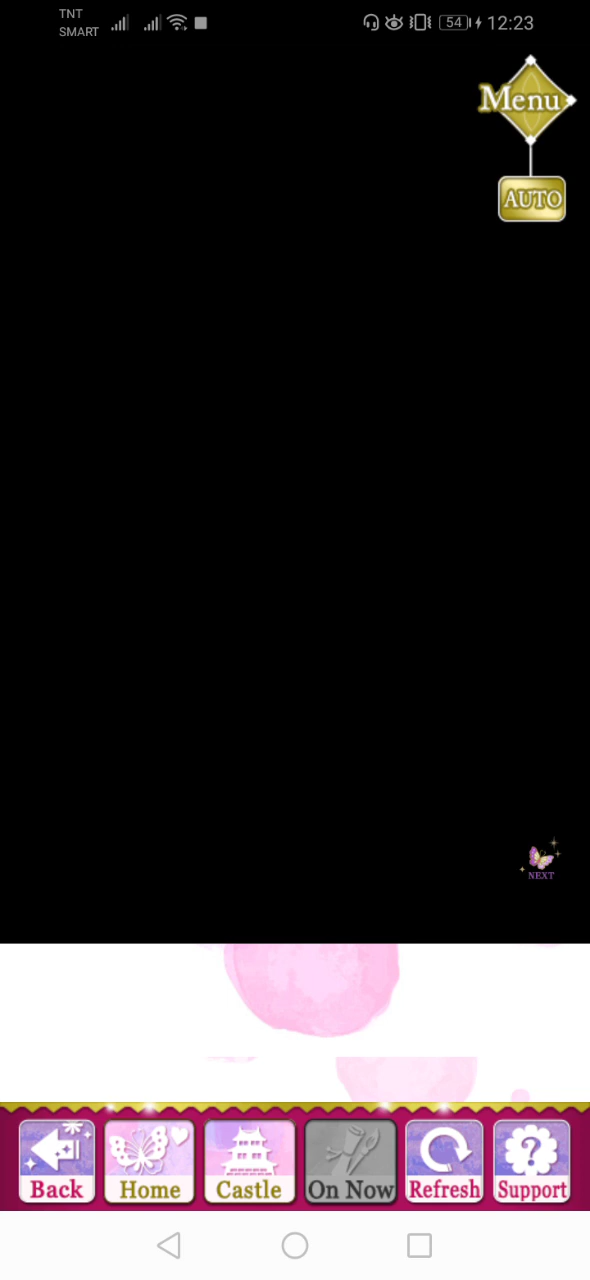 TNT
SMART
54
12:23
Menu
AUTO
NEXT
Back
Home
Castle
On Now
Refresh
Support